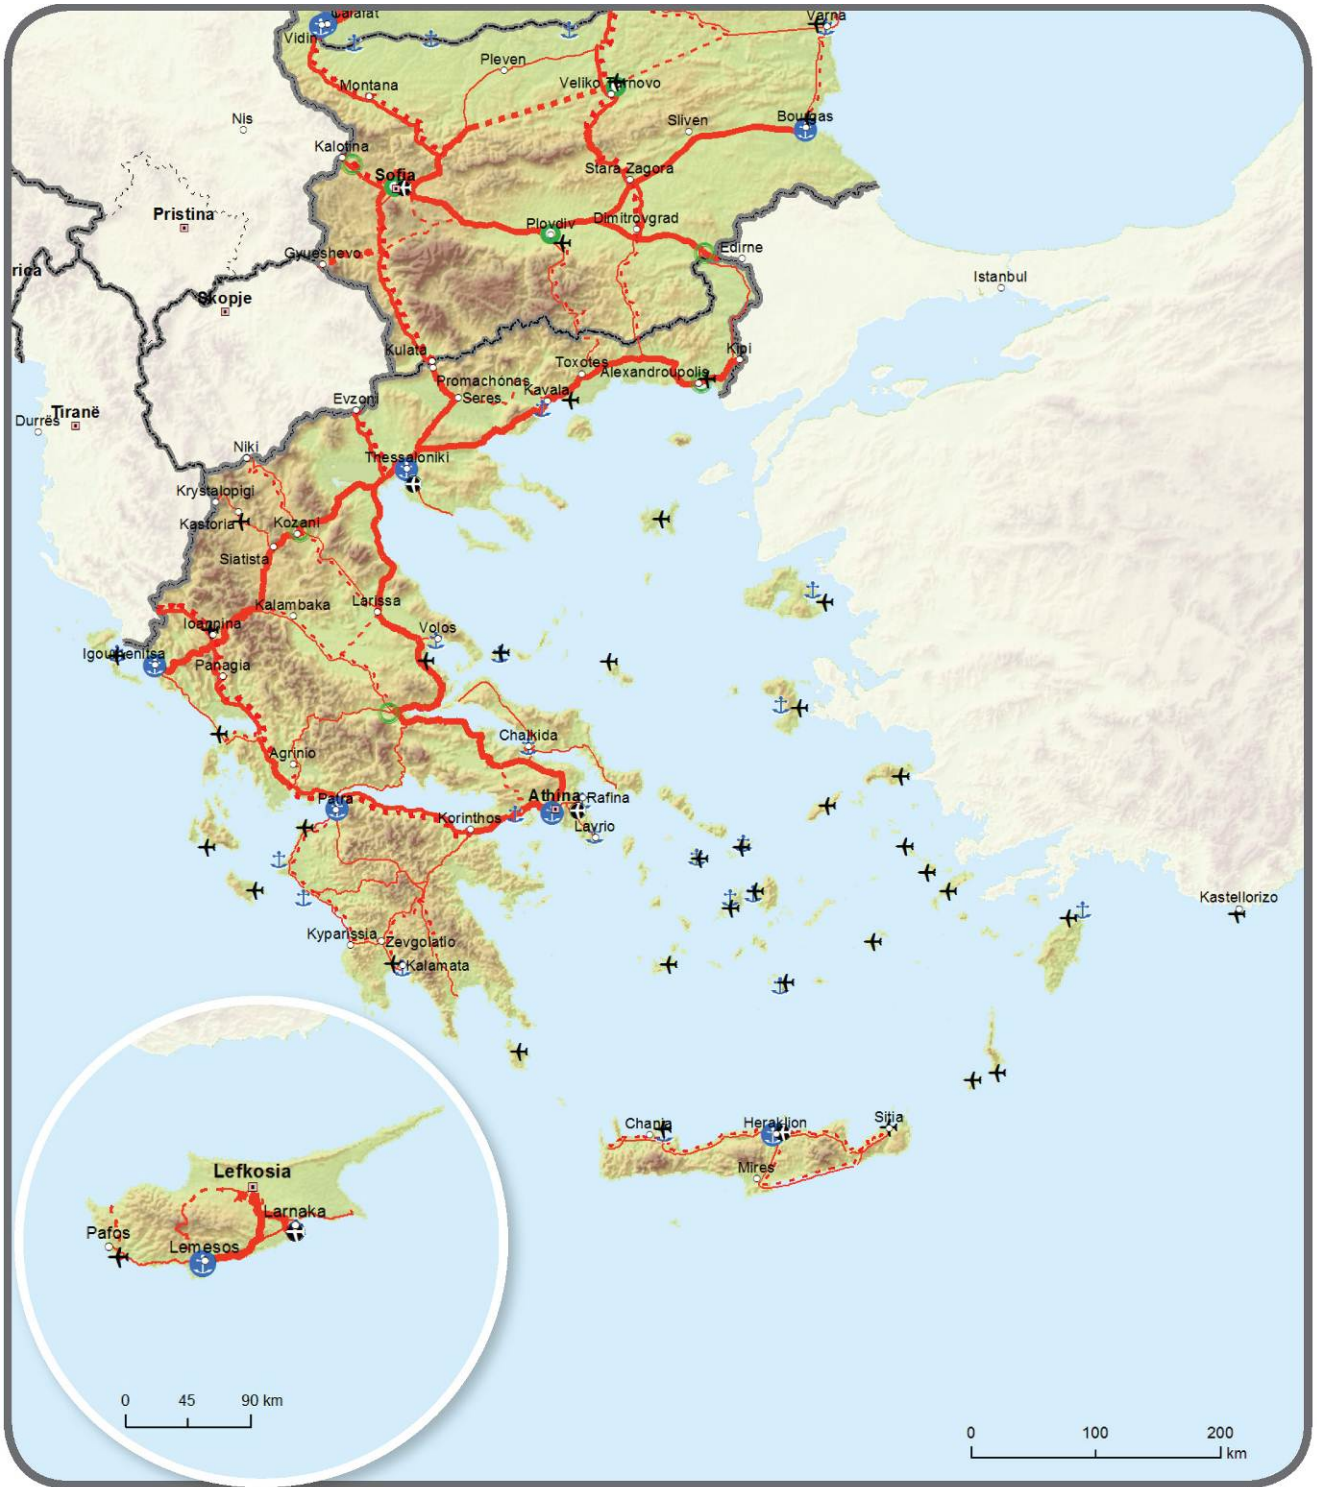 Calafat
Varna
Vidin
Pleven
Montana
Veliko Tarnovo
Nis
Sliven
Bourgas
Kalotina
Sofia
Stara Zagora
Pristina
Plovdiv
Dimitrovgrad
Gyueshevo
Edirne
rica
Skopje
Istanbul
Kulata
Kipi
Toxotes
Promachonas
Alexandroupolis
Evzoni
Seres
Kavala
Durrës
Tiranë
Niki
Thessaloniki
Krystalopigi
Kastoria
Kozani
Siatista
Kalambaka
Larissa
Ioannina
Volos
Igoumenitsa
Panagia
Chalkida
Agrinio
Patra
Athina
Rafina
Korinthos
Lavrio
Kastellorizo
Kyparissia
Zevgolatio
Kalamata
Chania
Heraklion
Sitia
Mires
Lefkosia
Larnaka
Pafos
Lemesos
0 45 90 km
0 100 200
km